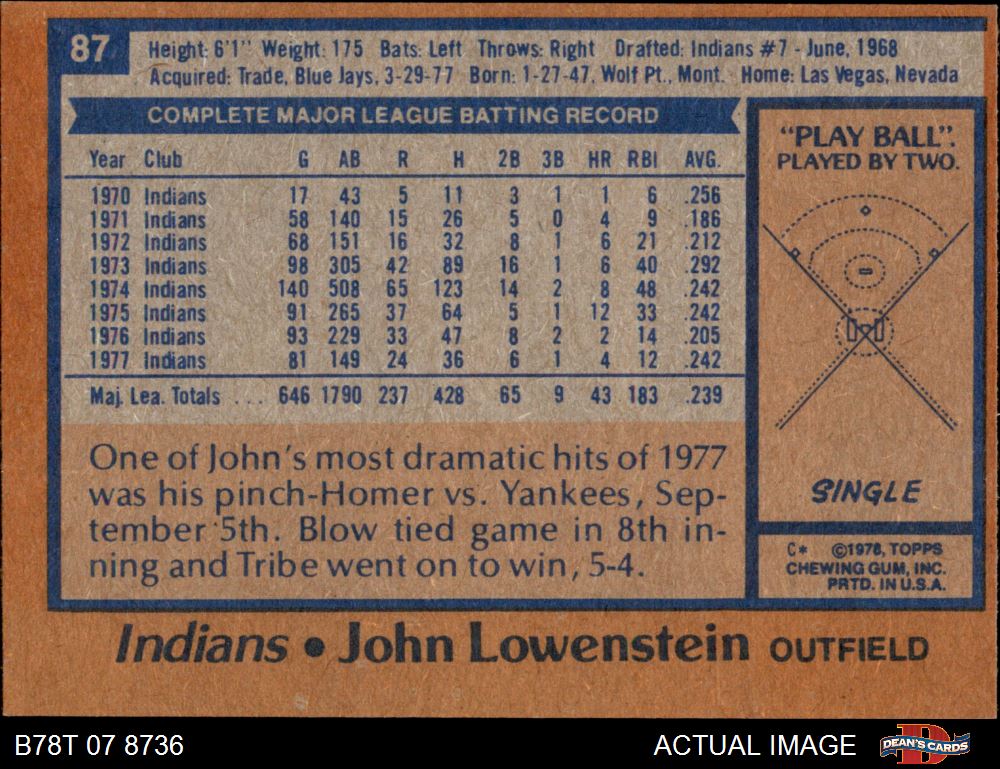 87
Height: 6'1" Weight: 175 Bats: Left Throws: Right Drafted: Indians #7 - June, 1968
Acquired: Trade, Blue Jays, 3-29-77 Born: 1-27-47, Wolf Pt., Mont. Home: Las Vegas, Nevada
COMPLETE MAJOR LEAGUE BATTING RECORD
Year Club G AB R H 2B 3B HR RBI AVG.
1970 Indians 17 43 5 11 3 1 1 6 .256
1971 Indians 58 140 15 26 5 0 4 9 .186
1972 Indians 68 151 16 32 8 1 6 21 .212
1973 Indians 98 305 42 89 16 1 6 40 .292
1974 Indians 140 508 65 123 14 2 8 48 .242
1975 Indians 91 265 37 64 5 1 12 33 .242
1976 Indians 93 229 33 47 8 2 2 14 .205
1977 Indians 81 149 24 36 6 1 4 12 .242
Maj. Lea. Totals ... 646 1790 237 428 65 9 43 183 .239
One of John's most dramatic hits of 1977
was his pinch-Homer vs. Yankees, Sep-
tember 5th. Blow tied game in 8th in-
ning and Tribe went on to win, 5-4.
"PLAY BALL".
PLAYED BY TWO.
SINGLE
C* ©1978, TOPPS
CHEWING GUM, INC.
PRTD. IN U.S.A.
Indians • John Lowenstein OUTFIELD
B78T 07 8736
ACTUAL IMAGE
DEAN'S CARDS